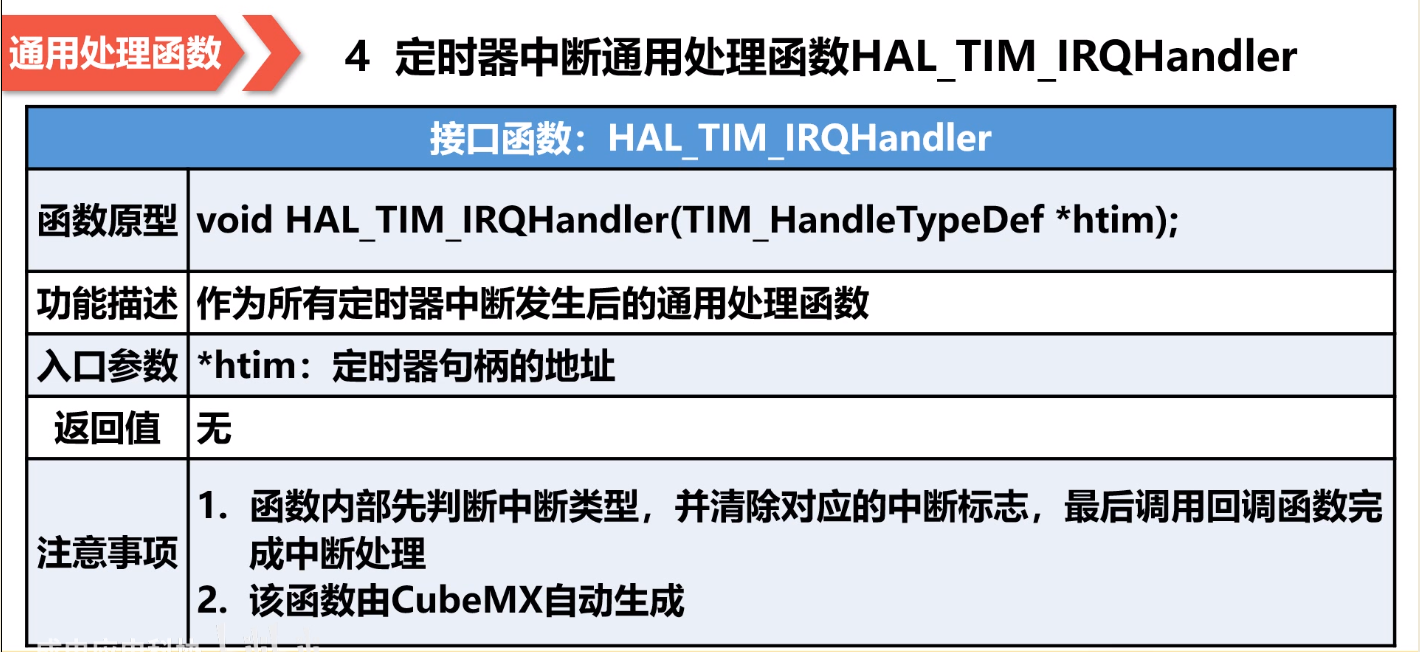 通用处理函数
4 定时器中断通用处理函数HAL_TIM_IRQHandler
接口函数：HAL_TIM_IRQHandler
函数原型
void HAL_TIM_IRQHandler(TIM_HandleTypeDef *htim);
功能描述
作为所有定时器中断发生后的通用处理函数
入口参数
*htim：定时器句柄的地址
返回值
无
注意事项
1. 函数内部先判断中断类型，并清除对应的中断标志，最后调用回调函数完
成中断处理
2. 该函数由CubeMX自动生成